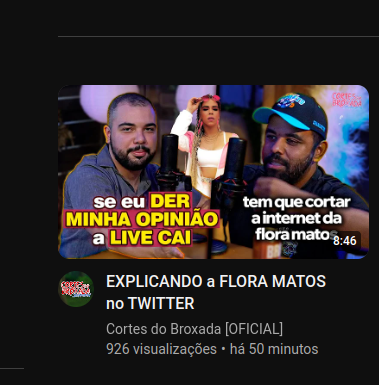 se eu DER
MINHA OPINIÃO
a LIVE CAI
tem que cortar
a internet da
flora matos
8:46
EXPLICANDO a FLORA MATOS
no TWITTER
Cortes do Broxada [OFICIAL]
926 visualizações • há 50 minutos